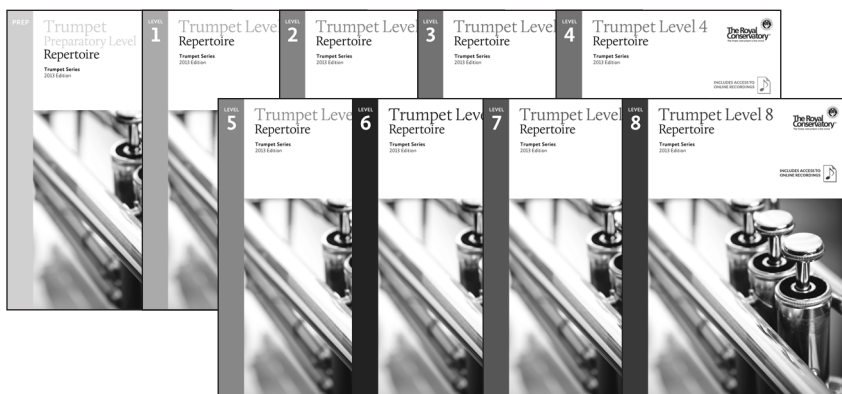 PREP
Trumpet
Preparatory Level
Repertoire
Trumpet Series
2013 Edition
LEVEL
1
Trumpet Leve
Repertoire
Trumpet Series
2013 Edition
LEVEL
2
Trumpet Level
Repertoire
Trumpet Series
2013 Edition
LEVEL
3
Trumpet Level
Repertoire
Trumpet Series
2013 Edition
LEVEL
4
Trumpet Level 4
Repertoire
Trumpet Series
2013 Edition
The Royal
Conservatory™
INCLUDES ACCESS TO
ONLINE RECORDINGS
LEVEL
5
Trumpet Leve
Repertoire
Trumpet Series
2013 Edition
LEVEL
6
Trumpet Leve
Repertoire
Trumpet Series
2013 Edition
LEVEL
7
Trumpet Level
Repertoire
Trumpet Series
2013 Edition
LEVEL
8
Trumpet Level 8
Repertoire
Trumpet Series
2013 Edition
The Royal
Conservatory™
INCLUDES ACCESS TO
ONLINE RECORDINGS